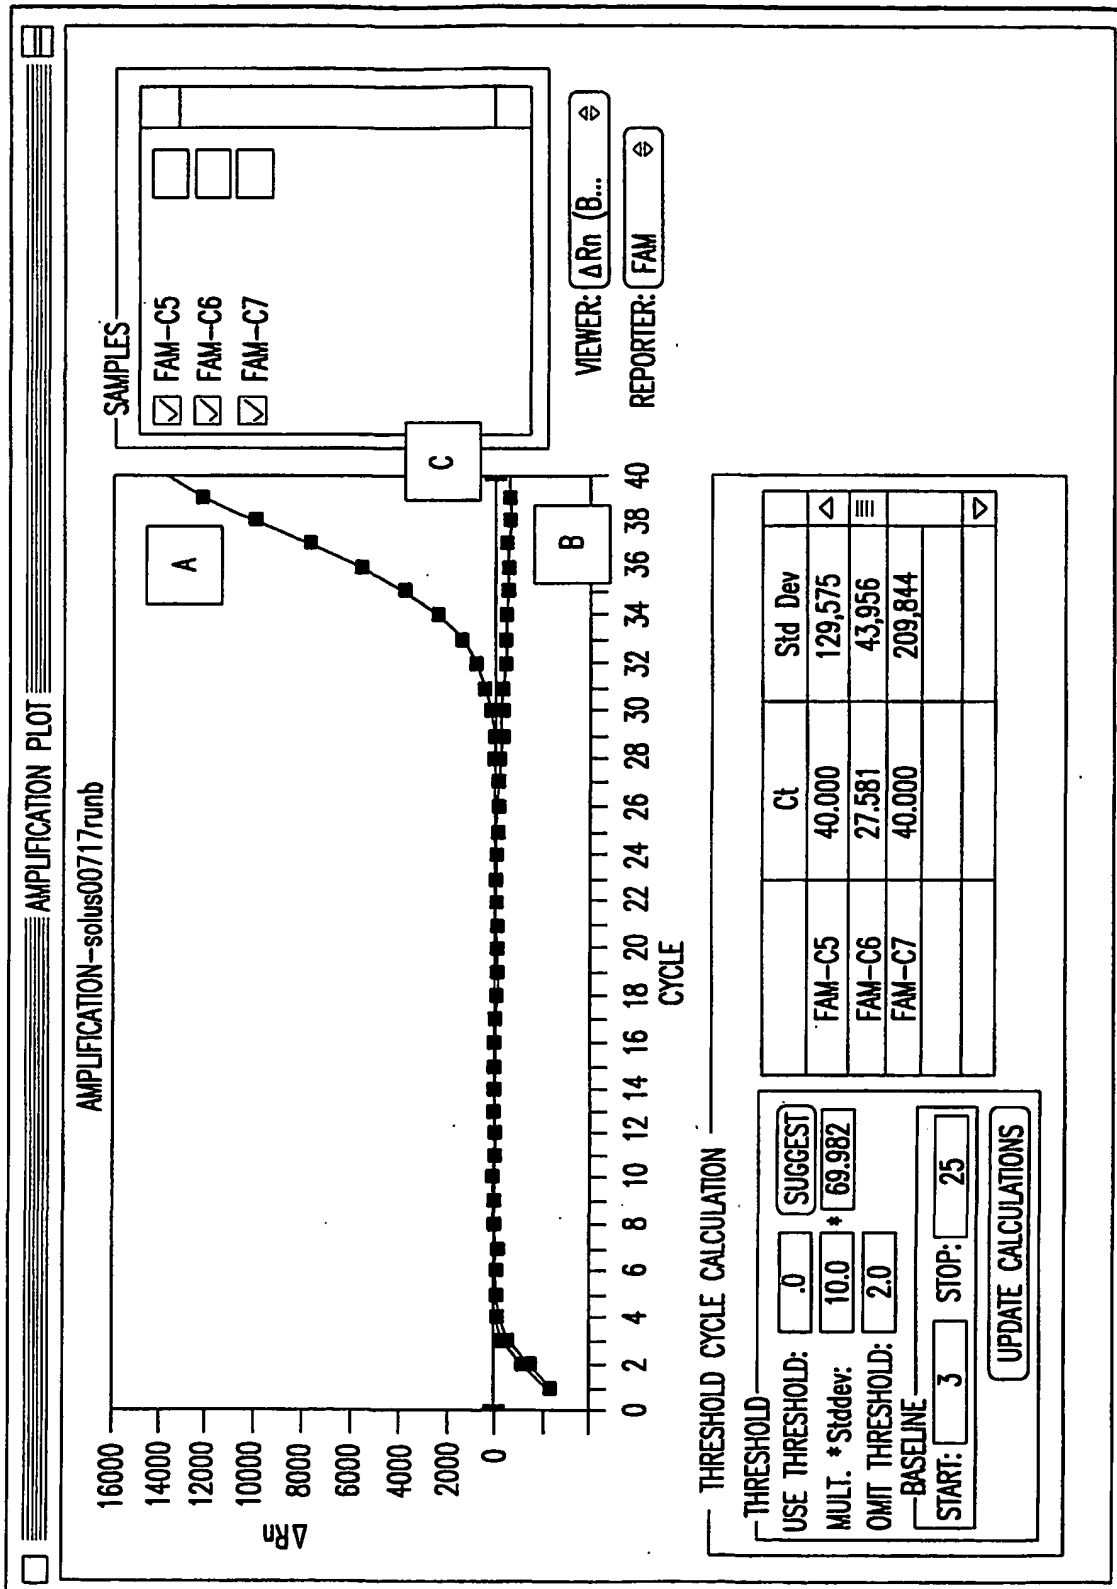 AMPLIFICATION PLOT
AMPLIFICATION-solus00717runb
ΔRn
16000
14000
12000
10000
8000
6000
4000
2000
0
A
C
B
0 2 4 6 8 10 12 14 16 18 20 22 24 26 28 30 32 34 36 38 40
CYCLE
SAMPLES
FAM-C5
FAM-C6
FAM-C7
VIEWER: ΔRn (B...
REPORTER: FAM
THRESHOLD CYCLE CALCULATION
THRESHOLD
USE THRESHOLD: .0 SUGGEST
MULT. *Stddev: 10.0 * 69.982
OMIT THRESHOLD: 2.0
BASELINE
START: 3 STOP: 25
UPDATE CALCULATIONS
Ct Std Dev
FAM-C5 40.000 129,575
FAM-C6 27.581 43,956
FAM-C7 40.000 209,844